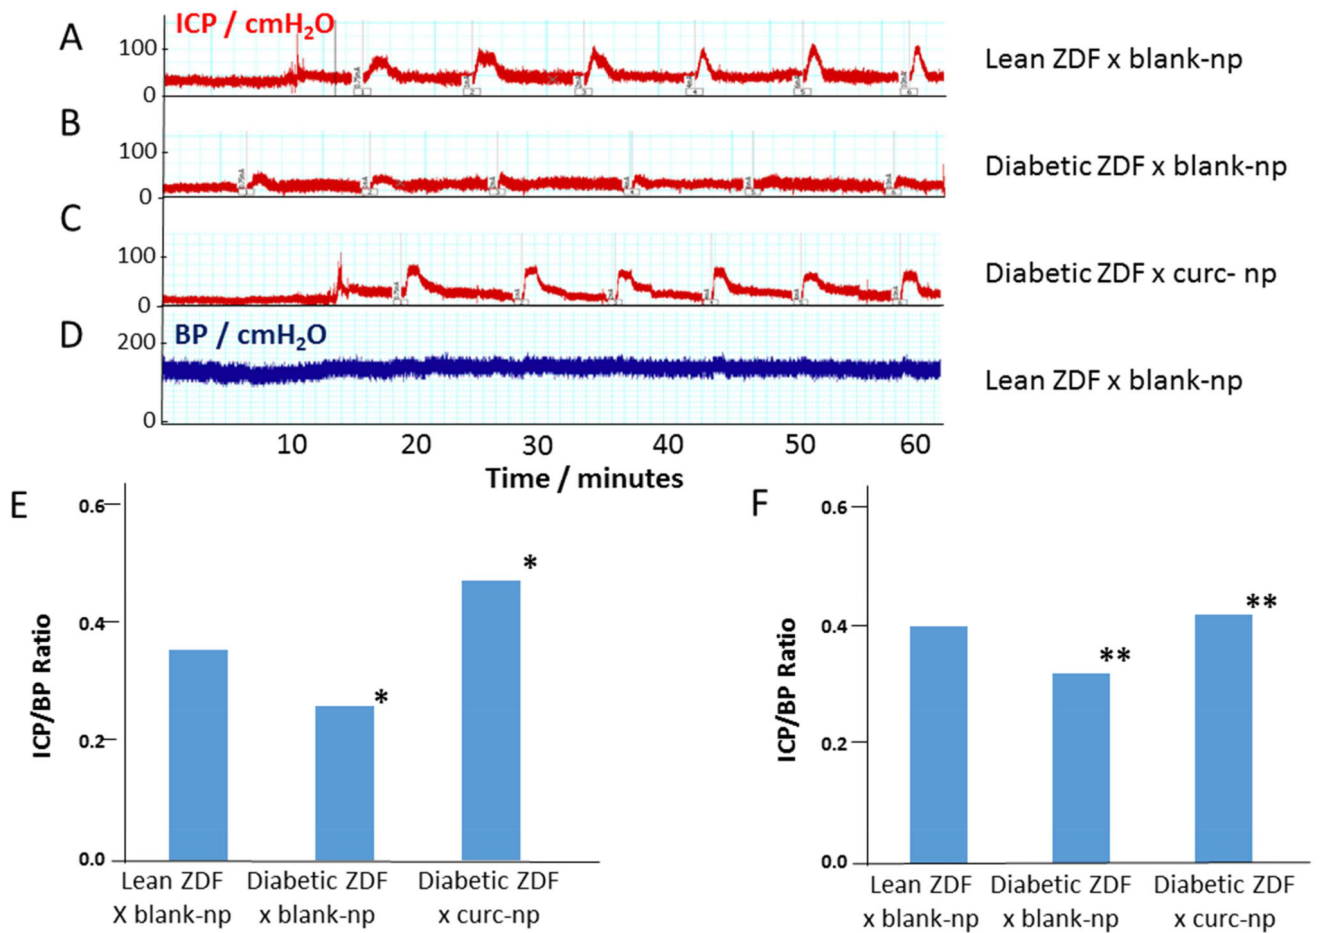 A
ICP / cmH₂O
100
0
Lean ZDF x blank-np
B
100
0
Diabetic ZDF x blank-np
C
100
0
Diabetic ZDF x curc- np
D
BP / cmH₂O
200
0
Lean ZDF x blank-np
10 20 30 40 50 60
Time / minutes
E
0.6
0.4
0.2
0.0
ICP/BP Ratio
*
*
Lean ZDF Diabetic ZDF Diabetic ZDF
X blank-np x blank-np x curc-np
F
0.6
0.4
0.2
0.0
ICP/BP Ratio
**
**
Lean ZDF Diabetic ZDF Diabetic ZDF
x blank-np x blank-np x curc-np